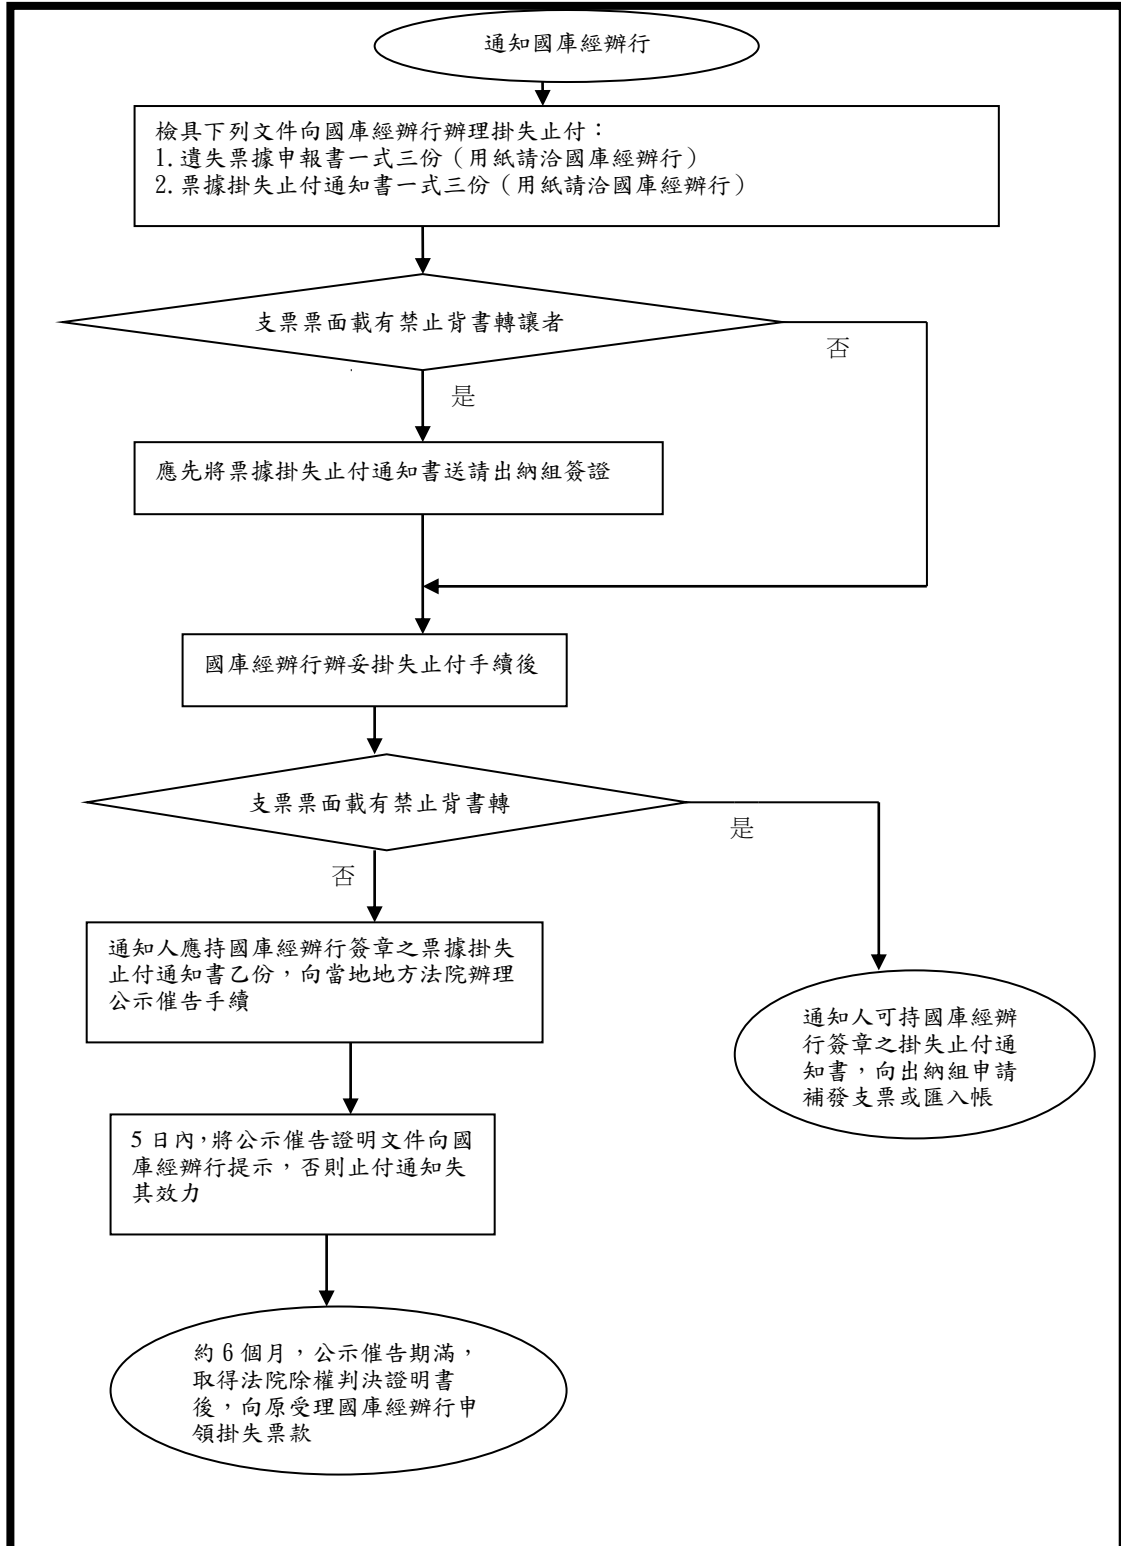 通知國庫經辦行
檢具下列文件向國庫經辦行辦理掛失止付：
1.遺失票據申報書一式三份（用紙請洽國庫經辦行）
2.票據掛失止付通知書一式三份（用紙請洽國庫經辦行）
支票票面載有禁止背書轉讓者
否
是
應先將票據掛失止付通知書送請出納組簽證
國庫經辦行辦妥掛失止付手續後
支票票面載有禁止背書轉
是
否
通知人應持國庫經辦行簽章之票據掛失
止付通知書乙份，向當地地方法院辦理
公示催告手續
通知人可持國庫經辦
行簽章之掛失止付通
知書，向出納組申請
補發支票或匯入帳
5 日內，將公示催告證明文件向國
庫經辦行提示，否則止付通知失
其效力
約 6 個月，公示催告期滿，
取得法院除權判決證明書
後，向原受理國庫經辦行申
領掛失票款